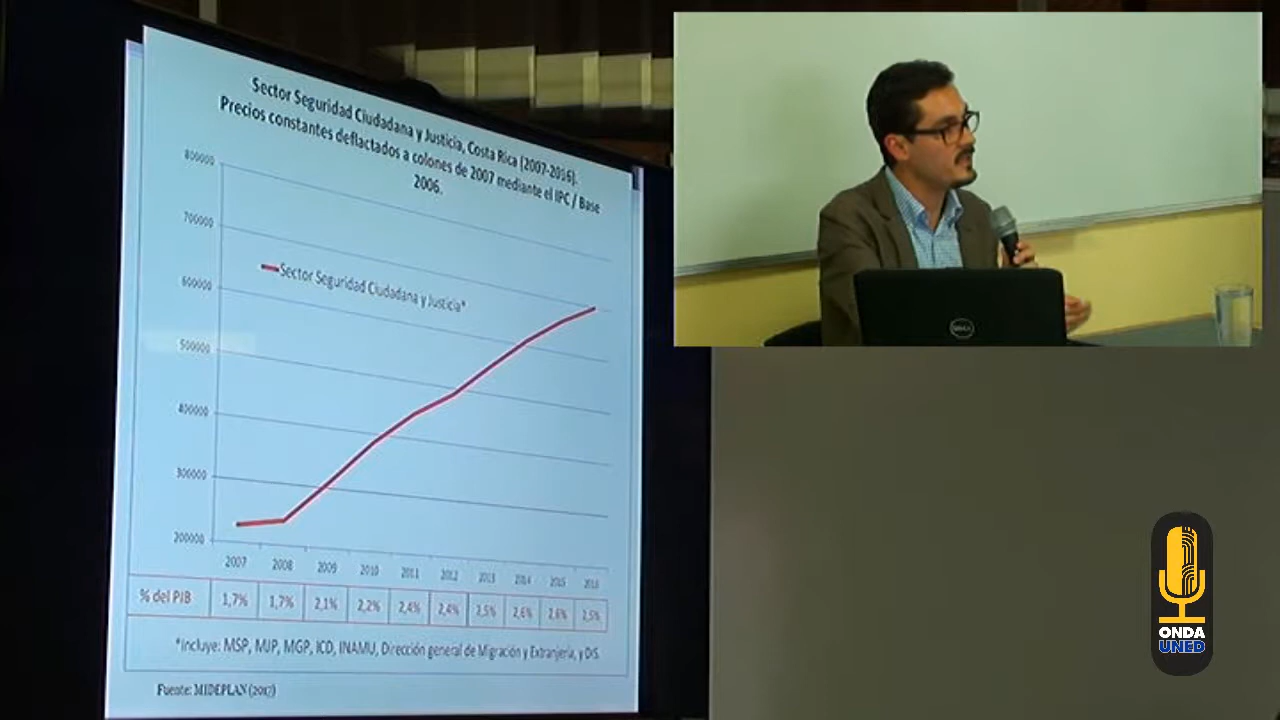 Sector Seguridad Ciudadana y Justicia, Costa Rica (2007-2016).
Precios constantes deflactados a colones de 2007 mediante el IPC / Base
2006.
800000
700000
600000
500000
400000
300000
200000
Sector Seguridad Ciudadana y Justicia*
2007 2008 2009 2010 2011 2012 2013 2014 2015 2016
% del PIB 1,7% 1,7% 2,1% 2,2% 2,4% 2,4% 2,5% 2,6% 2,6% 2,5%
*Incluye: MSP, MJP, MGP, ICD, INAMU, Dirección general de Migración y Extranjería, y DIS.
Fuente: MIDEPLAN (2017)
DELL
ONDA
UNED